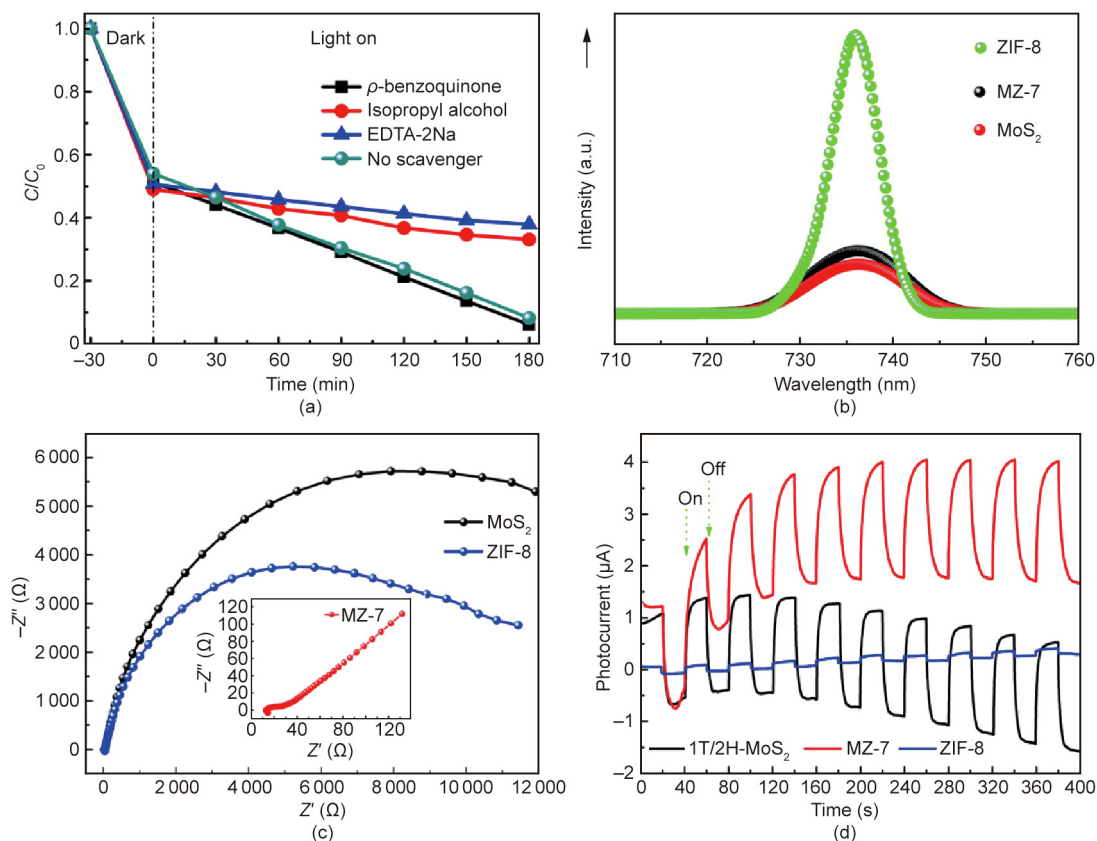 1.0
Dark
Light on
0.8
ρ-benzoquinone
Isopropyl alcohol
EDTA-2Na
No scavenger
0.6
0.4
0.2
0
C/C0
–30 0 30 60 90 120 150 180
Time (min)
(a)
Intensity (a.u.)
ZIF-8
MZ-7
MoS2
710 720 730 740 750 760
Wavelength (nm)
(b)
6 000
5 000
4 000
3 000
2 000
1 000
0
–Z″ (Ω)
MoS2
ZIF-8
120
100
80
60
40
20
0
–Z″ (Ω)
MZ-7
0 40 80 120
Z′ (Ω)
0 2 000 4 000 6 000 8 000 10 000 12 000
Z′ (Ω)
(c)
4
3
2
1
0
–1
–2
Photocurrent (μA)
On
Off
1T/2H-MoS2 MZ-7 ZIF-8
0 40 80 120 160 200 240 280 320 360 400
Time (s)
(d)